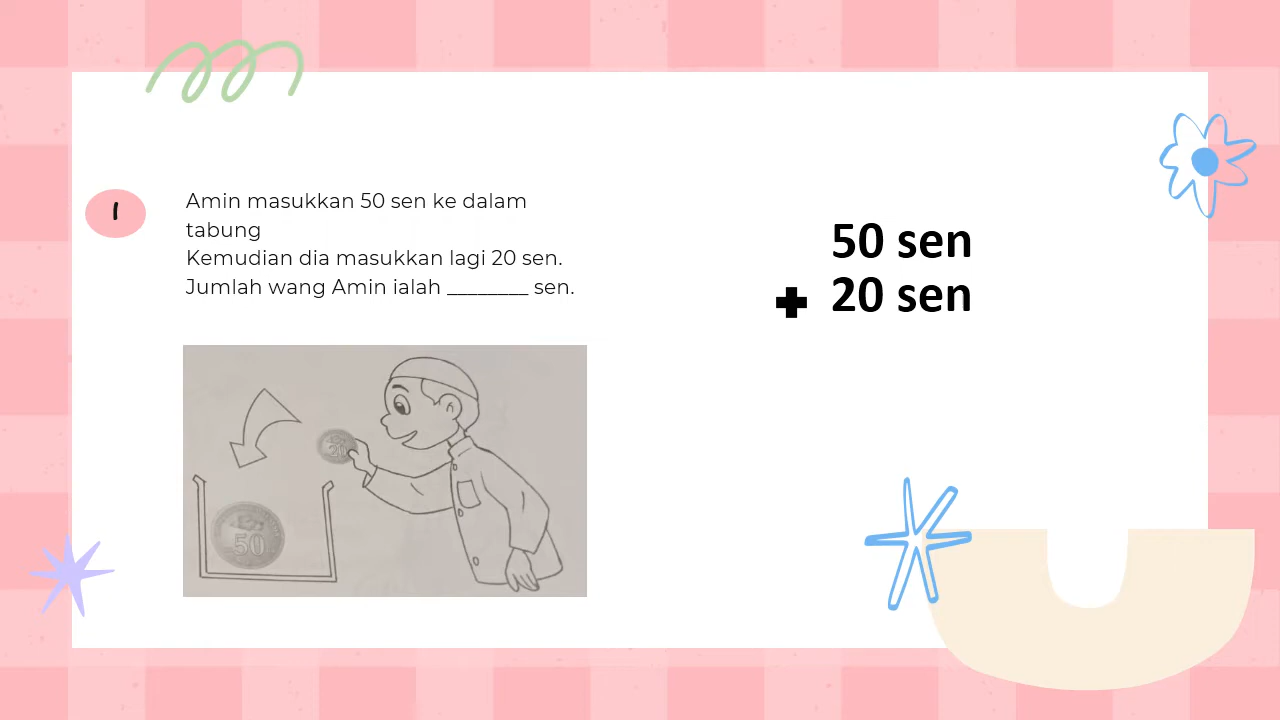 1
Amin masukkan 50 sen ke dalam
tabung
Kemudian dia masukkan lagi 20 sen.
Jumlah wang Amin ialah ________ sen.
50 sen
+ 20 sen
20
50